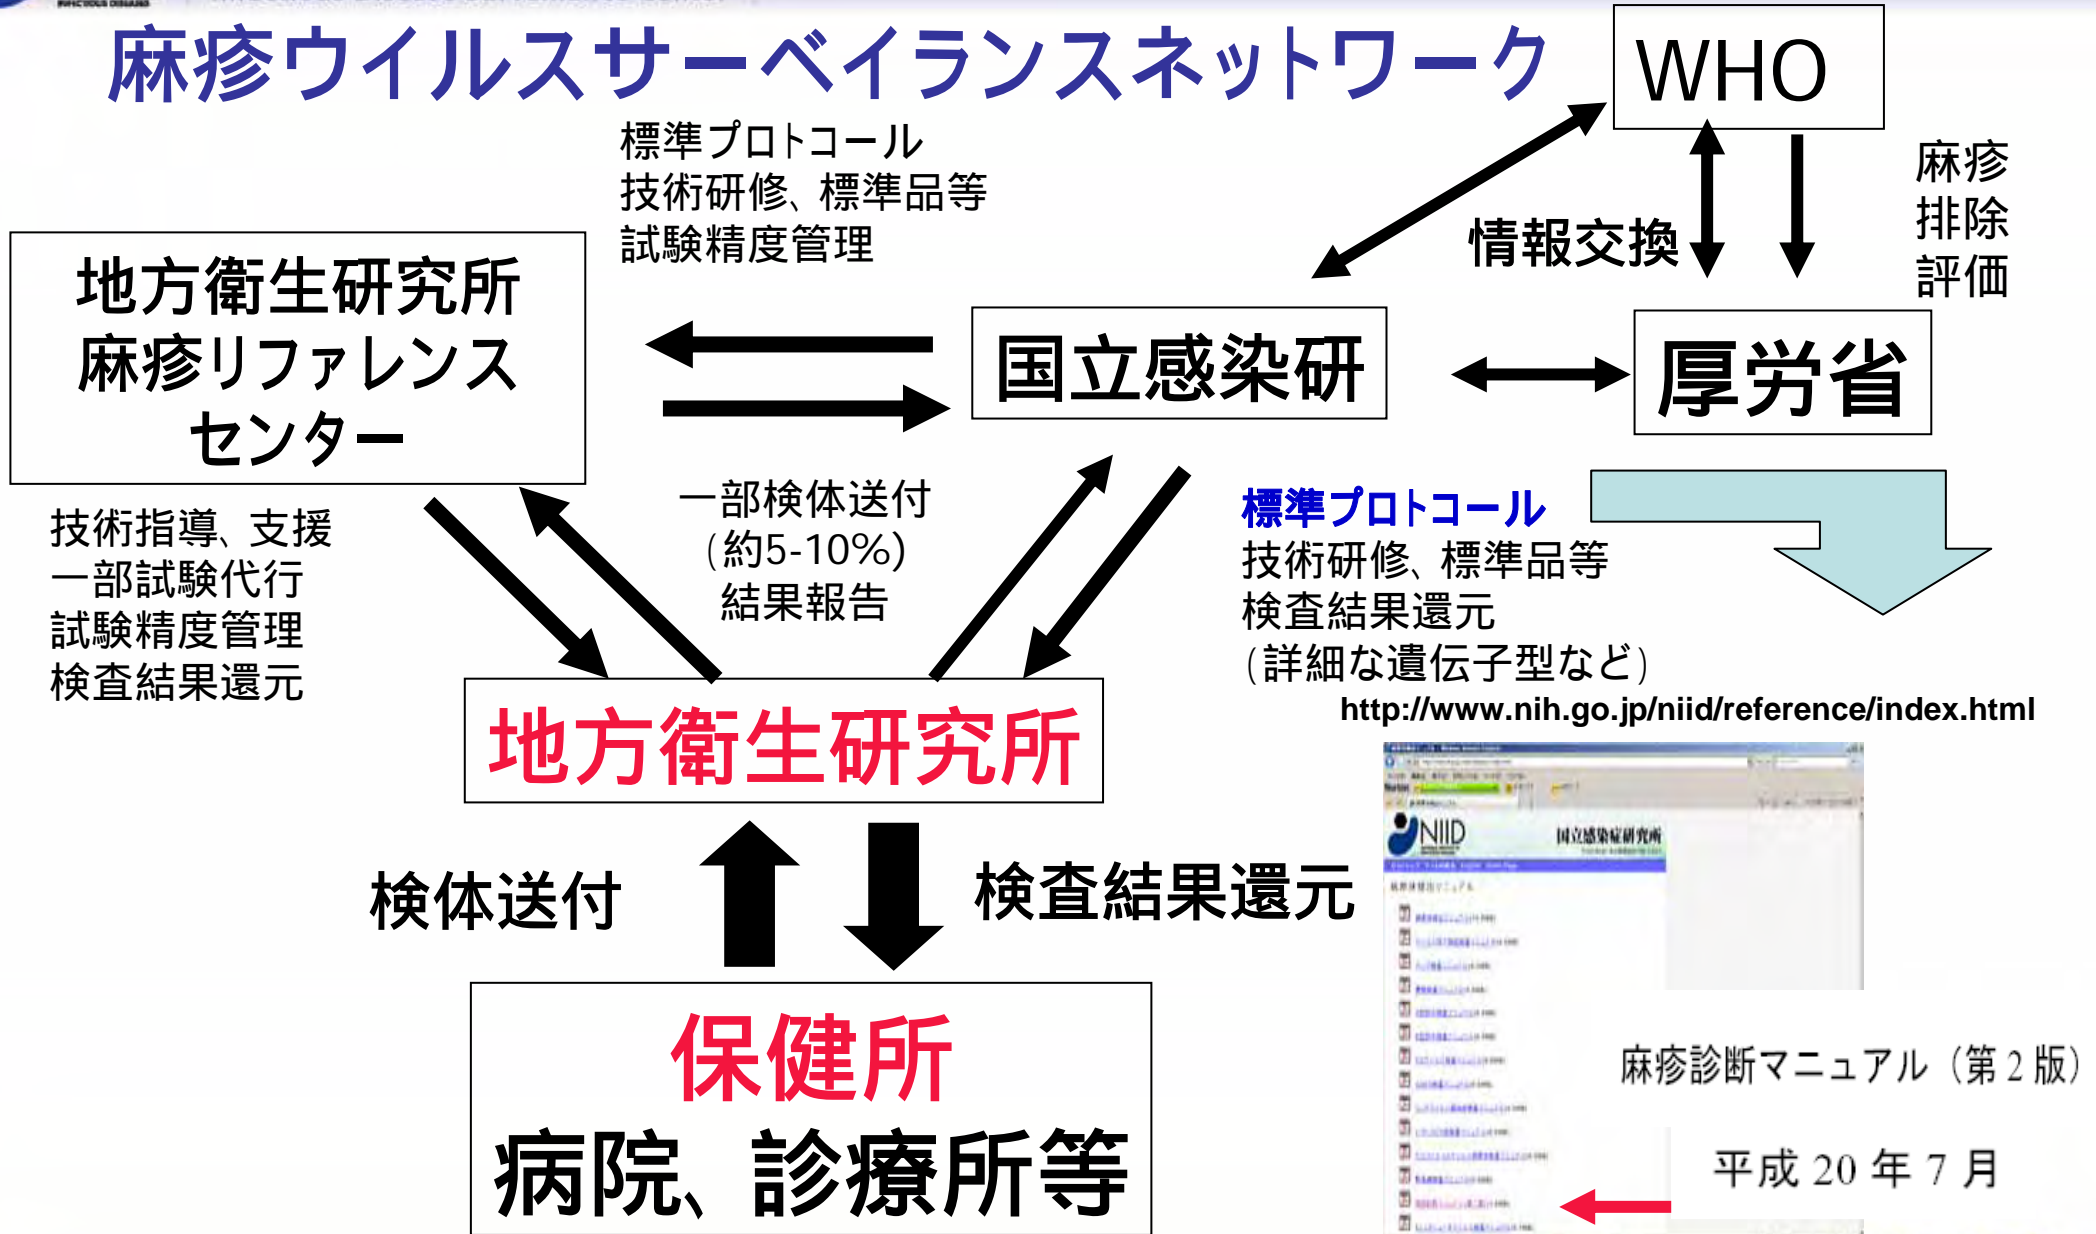 麻疹ウイルスサーベイランスネットワーク
WHO
標準プロトコール
技術研修、標準品等
試験精度管理
麻疹
排除
評価
情報交換
地方衛生研究所
麻疹リファレンス
センター
国立感染研
厚労省
技術指導、支援
一部試験代行
試験精度管理
検査結果還元
一部検体送付
(約5-10%)
結果報告
標準プロトコール
技術研修、標準品等
検査結果還元
(詳細な遺伝子型など)
http://www.nih.go.jp/niid/reference/index.html
地方衛生研究所
検体送付
検査結果還元
保健所
病院、診療所等
NIID
国立感染症研究所
麻疹診断マニュアル（第2版）
平成20年7月